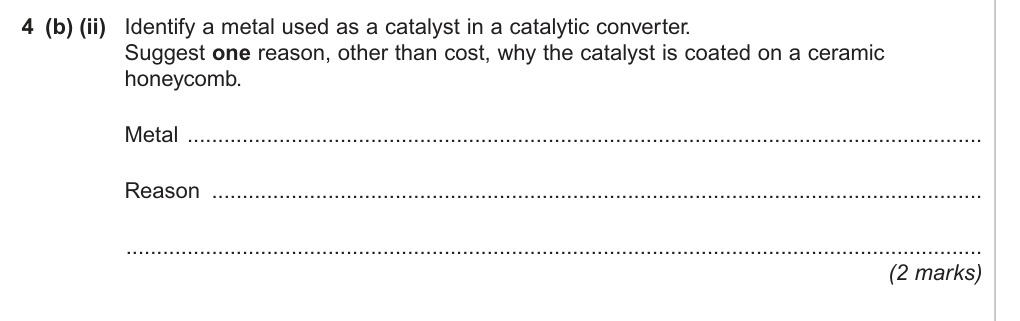 4 (b) (ii) Identify a metal used as a catalyst in a catalytic converter.
Suggest one reason, other than cost, why the catalyst is coated on a ceramic
honeycomb.
Metal ....................................................................................................................................
Reason ................................................................................................................................
...............................................................................................................................................
(2 marks)